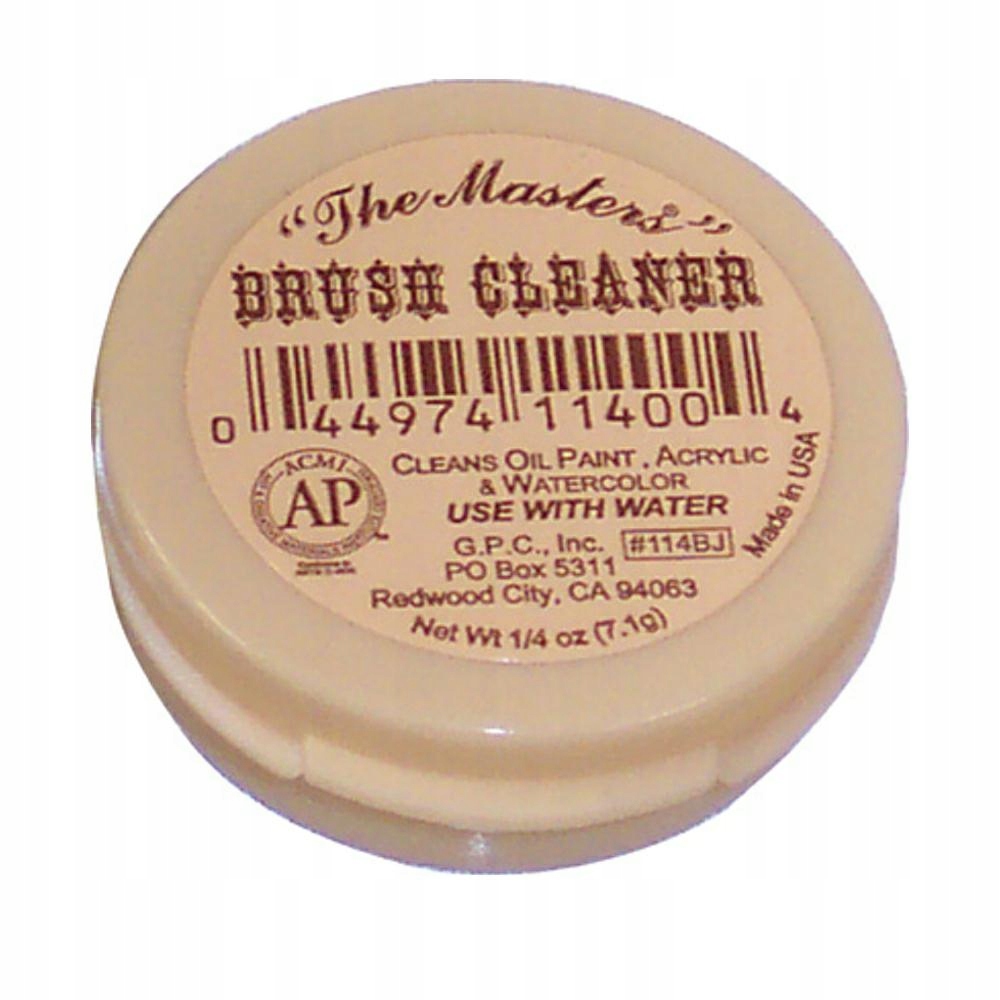 "The Masters"
BRUSH CLEANER
0 44974 11400 4
ACMI
AP
CLEANS OIL PAINT . ACRYLIC
& WATERCOLOR
USE WITH WATER
Made in USA
G.P.C., Inc. #114BJ
PO Box 5311
Redwood City, CA 94063
Net Wt 1/4 oz (7.1g)